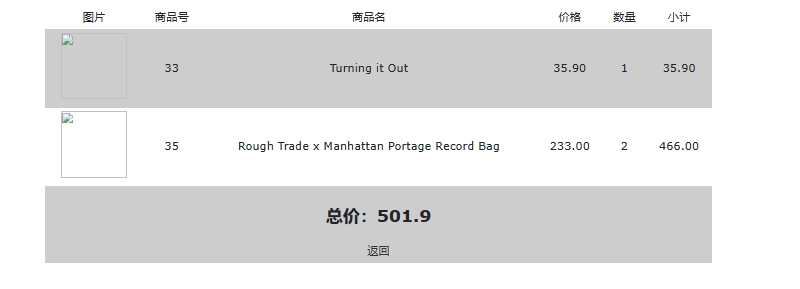 图片 商品号 商品名 价格 数量 小计
33 Turning it Out 35.90 1 35.90
35 Rough Trade x Manhattan Portage Record Bag 233.00 2 466.00
总价：501.9
返回